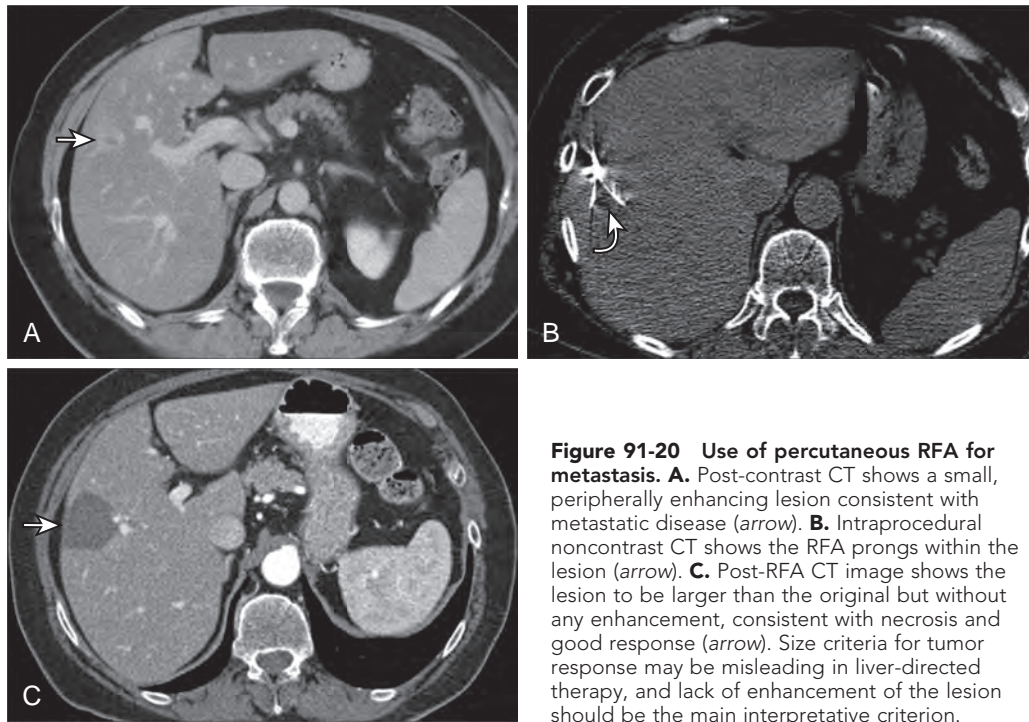 A
B
C
Figure 91-20 Use of percutaneous RFA for
metastasis. A. Post-contrast CT shows a small,
peripherally enhancing lesion consistent with
metastatic disease (arrow). B. Intraprocedural
noncontrast CT shows the RFA prongs within the
lesion (arrow). C. Post-RFA CT image shows the
lesion to be larger than the original but without
any enhancement, consistent with necrosis and
good response (arrow). Size criteria for tumor
response may be misleading in liver-directed
therapy, and lack of enhancement of the lesion
should be the main interpretative criterion.